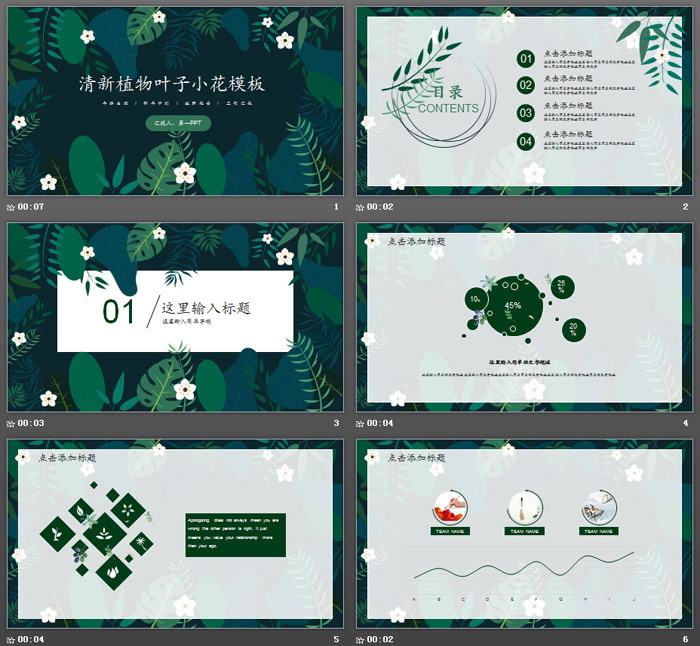 清新植物叶子小花模板
汇报人：第一PPT
00:07
1
目录
CONTENTS
01
点击添加标题
02
点击添加标题
03
点击添加标题
04
点击添加标题
00:02
2
01
这里输入标题
这里输入简单字幕
00:03
3
点击添加标题
10%
45%
25%
20%
这里输入简单的文字概述
00:04
4
点击添加标题
Apologizing does not always mean you are
wrong the other person is right. It just
means you value your relationship more
than your ego.
00:04
5
点击添加标题
TEAM NAME
TEAM NAME
TEAM NAME
A B C D E F G H I J
00:02
6